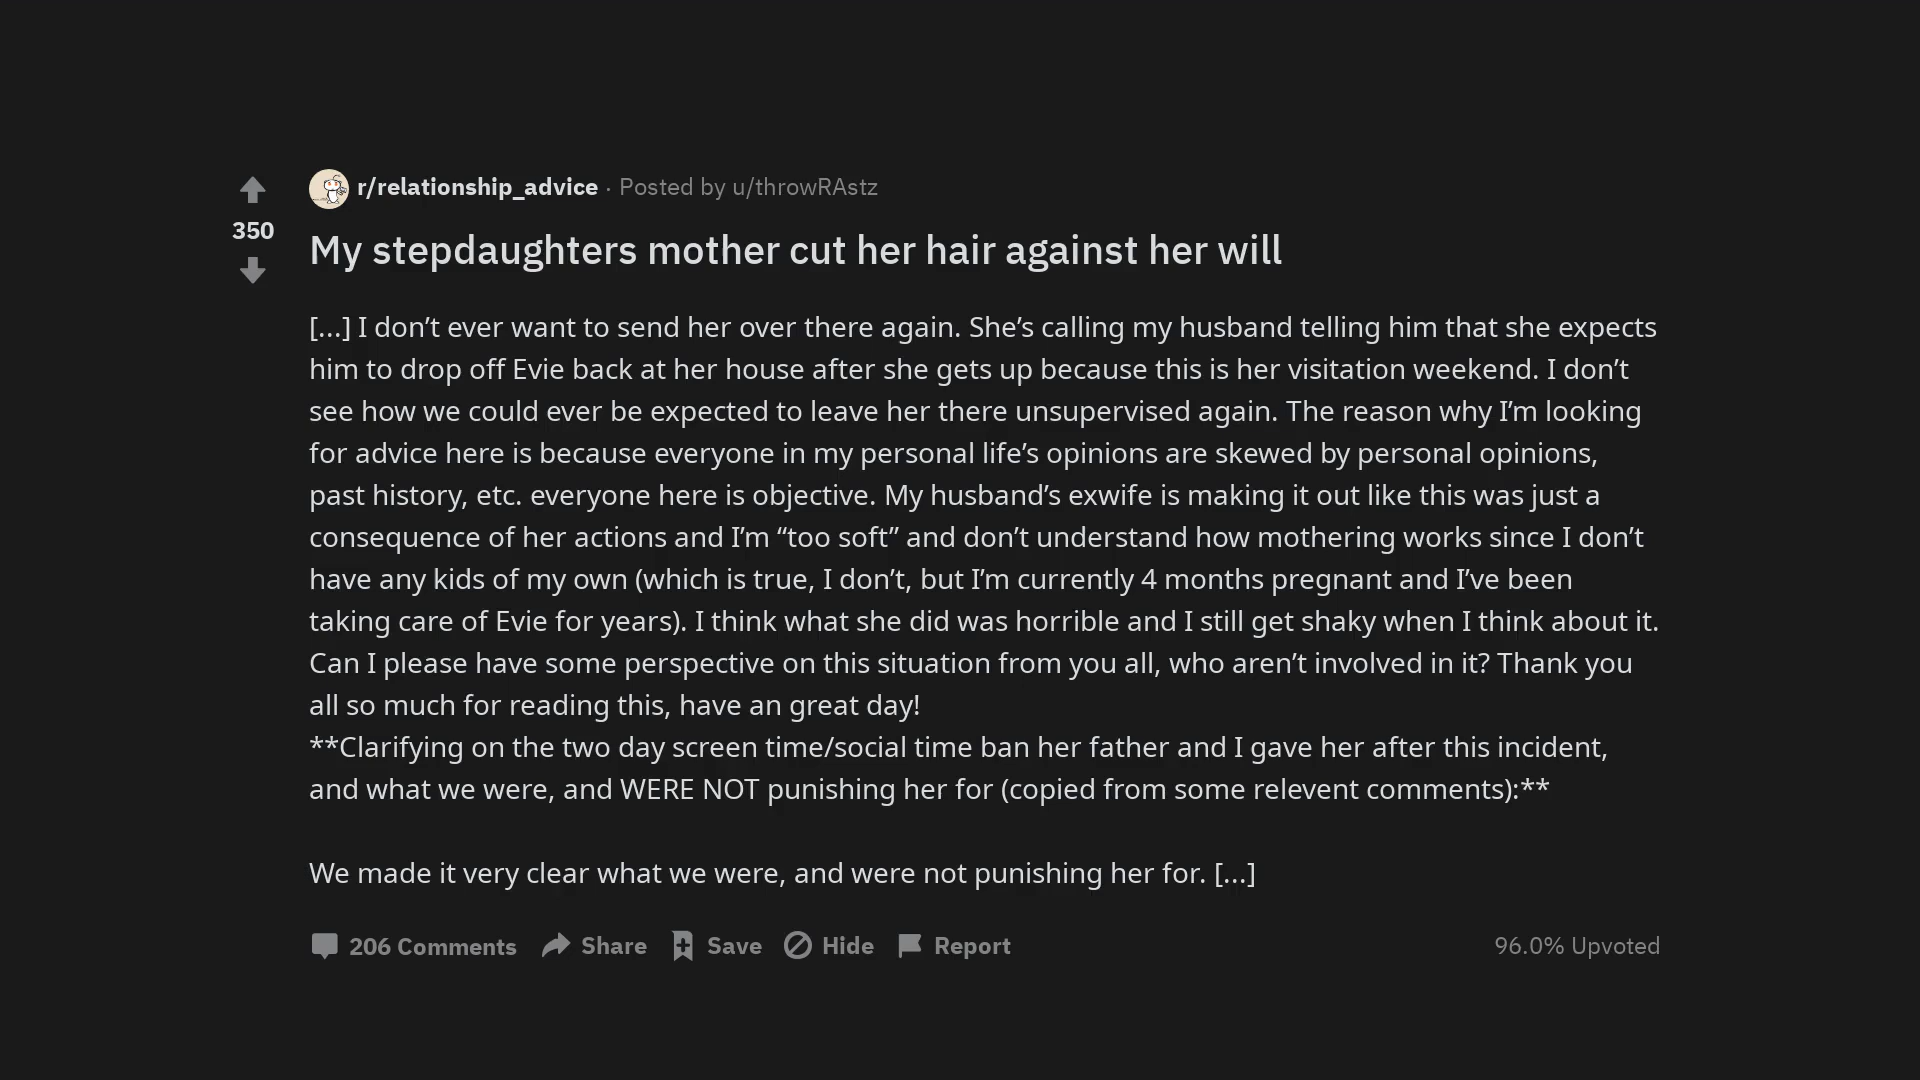 r/relationship_advice · Posted by u/throwRAstz
350
My stepdaughters mother cut her hair against her will
[...] I don’t ever want to send her over there again. She’s calling my husband telling him that she expects
him to drop off Evie back at her house after she gets up because this is her visitation weekend. I don’t
see how we could ever be expected to leave her there unsupervised again. The reason why I’m looking
for advice here is because everyone in my personal life’s opinions are skewed by personal opinions,
past history, etc. everyone here is objective. My husband’s exwife is making it out like this was just a
consequence of her actions and I’m “too soft” and don’t understand how mothering works since I don’t
have any kids of my own (which is true, I don’t, but I’m currently 4 months pregnant and I’ve been
taking care of Evie for years). I think what she did was horrible and I still get shaky when I think about it.
Can I please have some perspective on this situation from you all, who aren’t involved in it? Thank you
all so much for reading this, have an great day!
**Clarifying on the two day screen time/social time ban her father and I gave her after this incident,
and what we were, and WERE NOT punishing her for (copied from some relevent comments):**
We made it very clear what we were, and were not punishing her for. [...]
206 Comments Share Save Hide Report 96.0% Upvoted